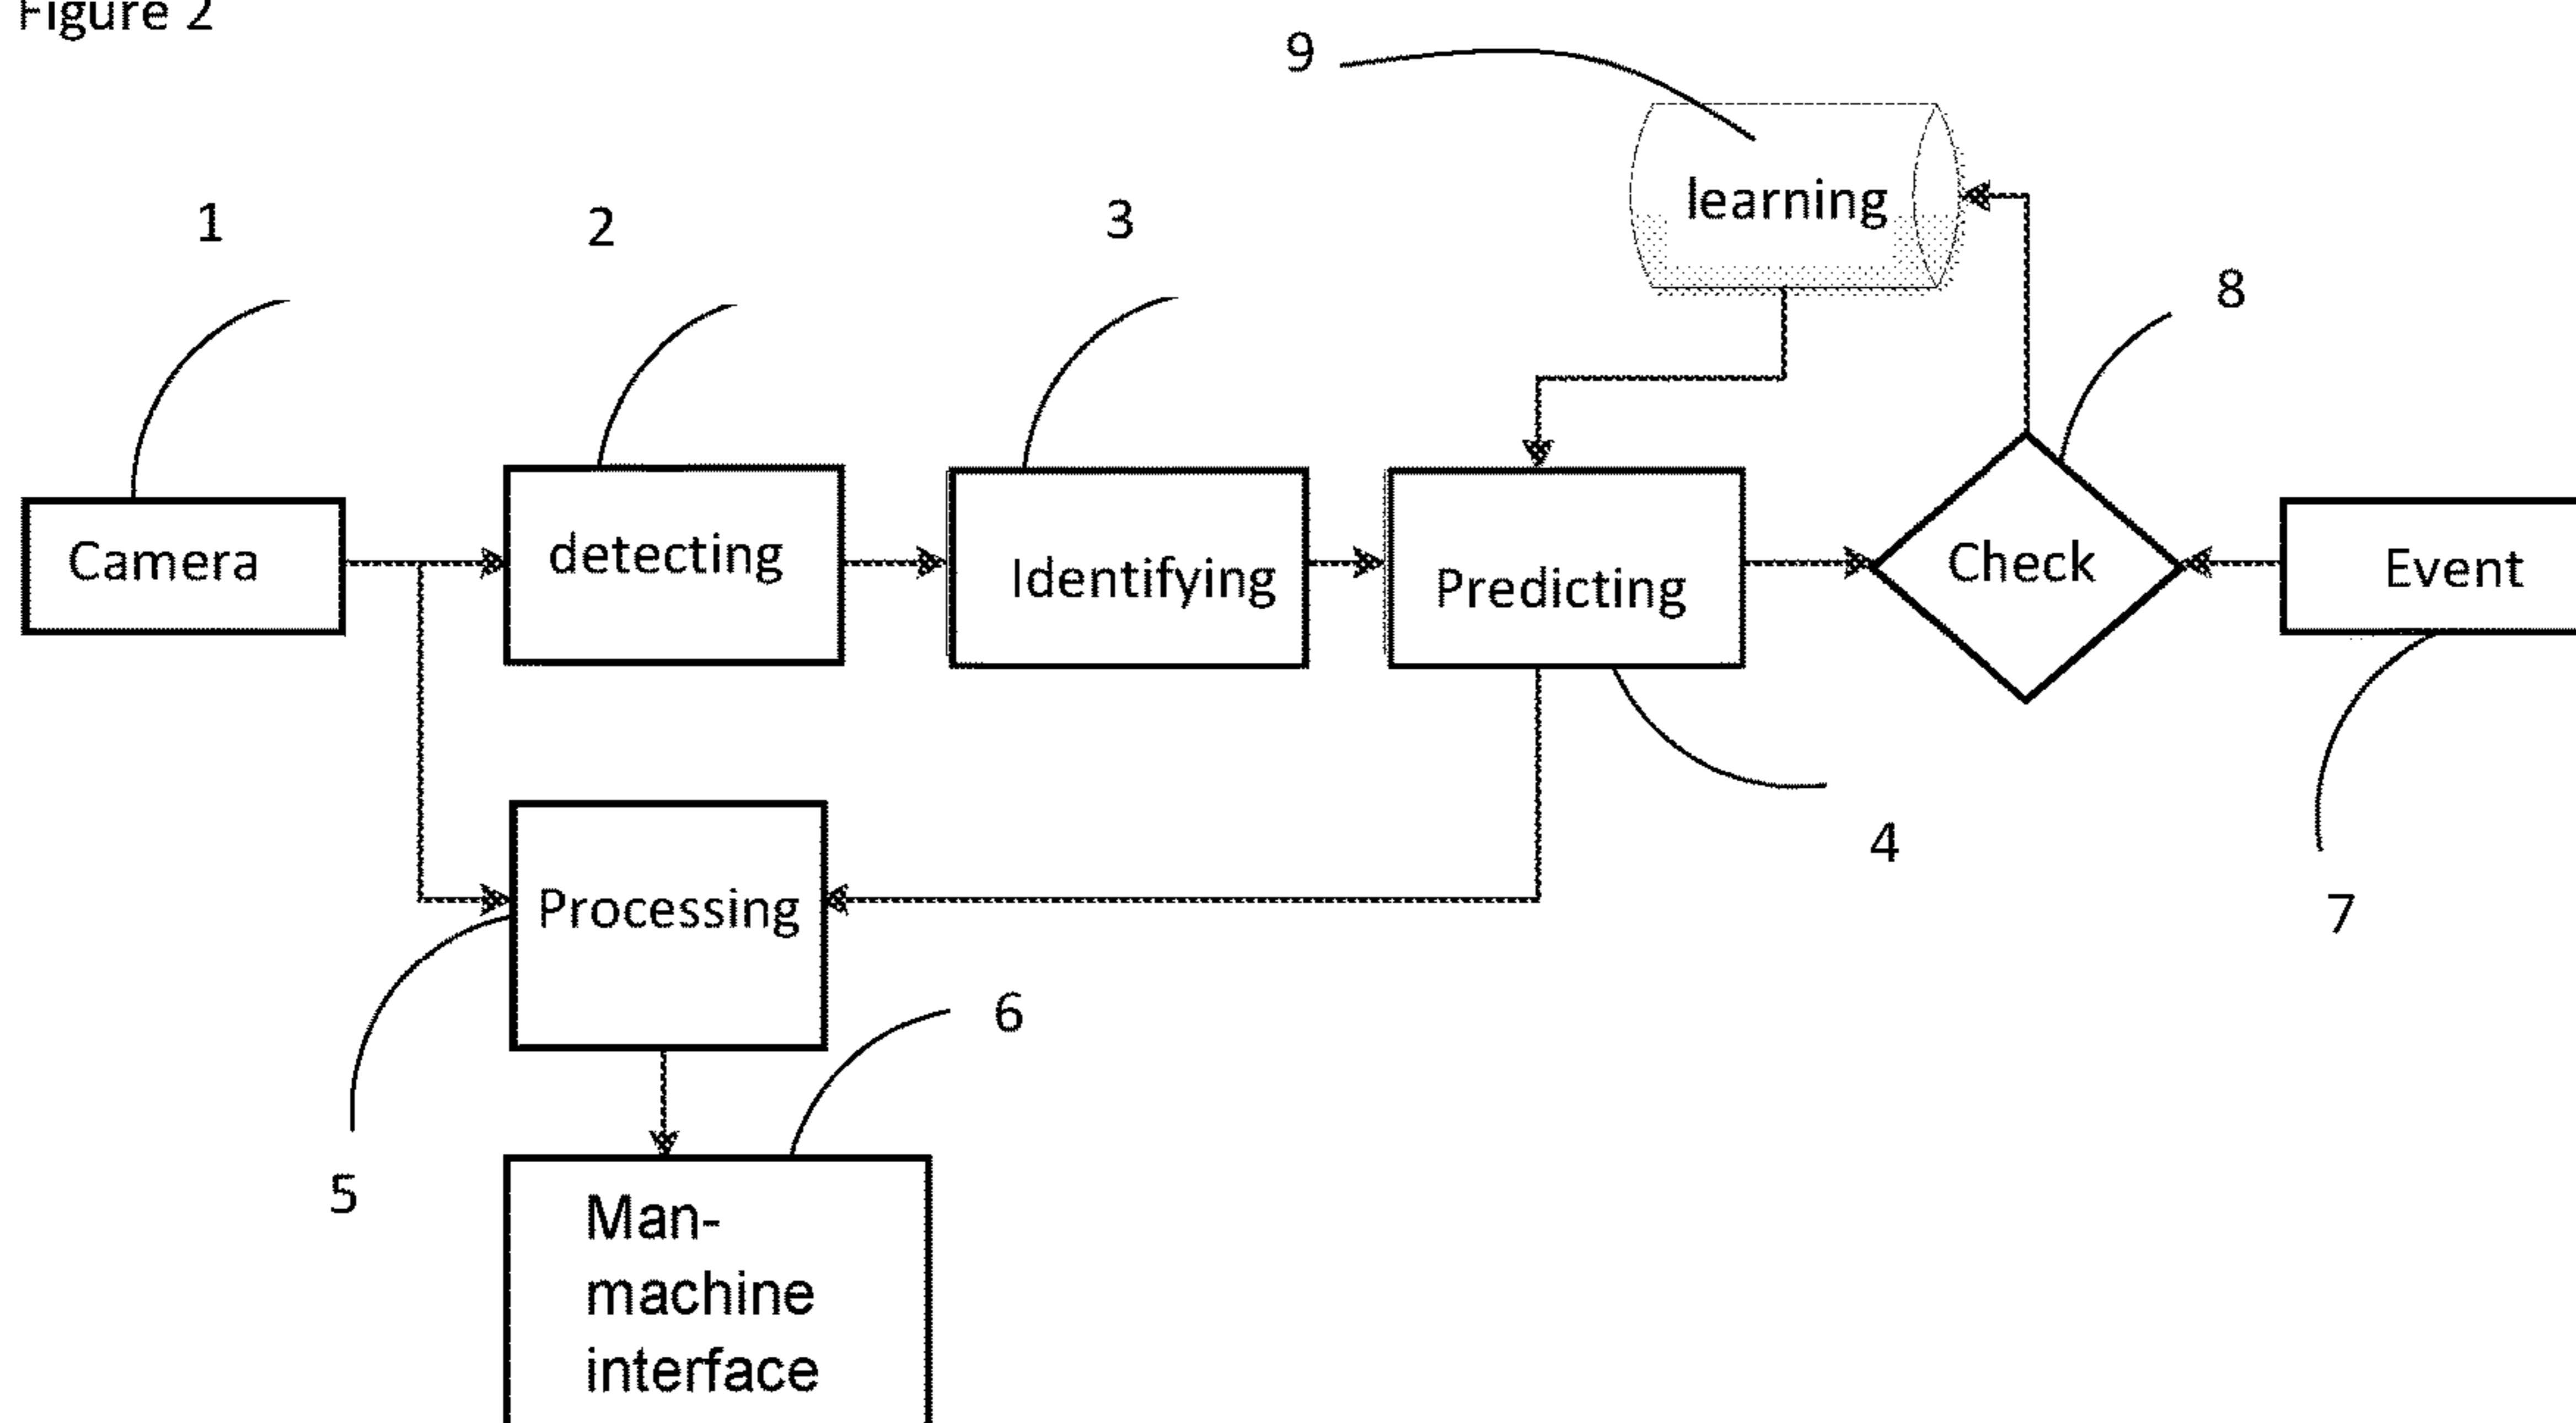 Figure 2
9
learning
1
2
3
8
Camera
detecting
Identifying
Predicting
Check
Event
4
7
Processing
6
5
Man-
machine
interface